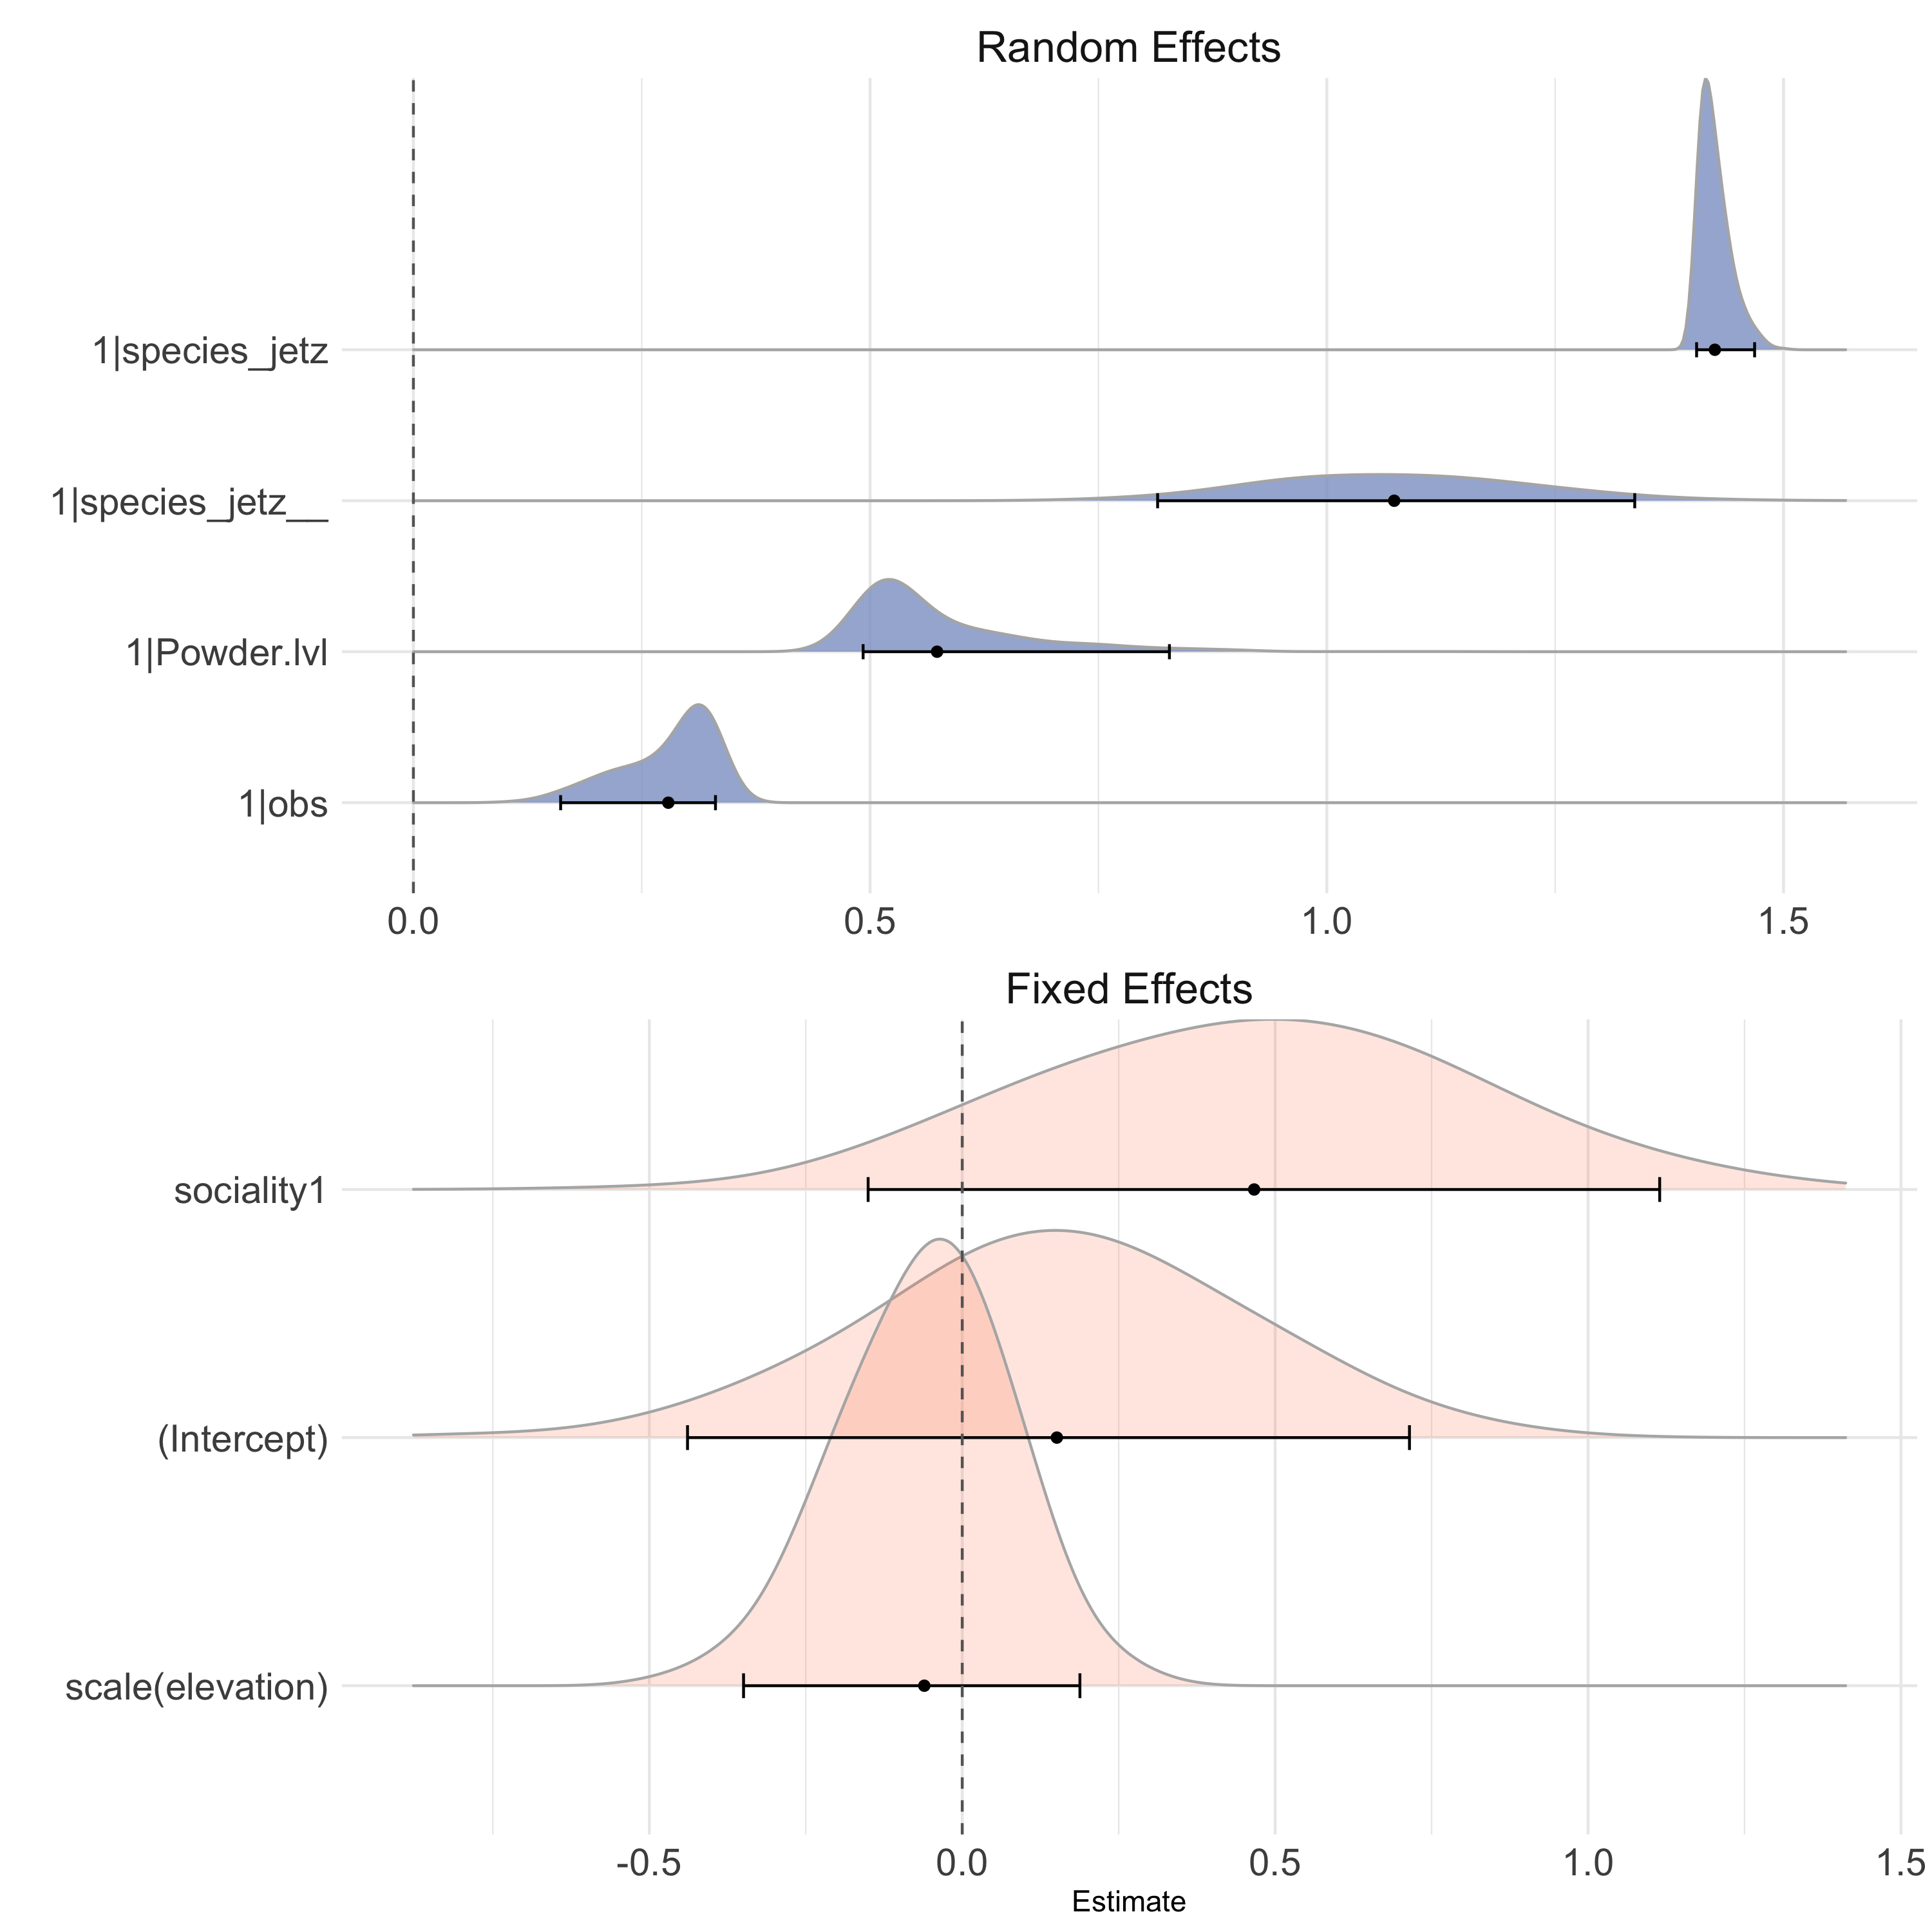 Random Effects
1|species_jetz
1|species_jetz__
1|Powder.lvl
1|obs
0.0 0.5 1.0 1.5
Fixed Effects
sociality1
(Intercept)
scale(elevation)
-0.5 0.0 0.5 1.0 1.5
Estimate